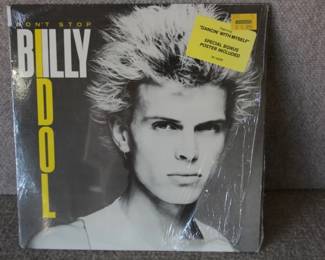 DON'T STOP
BILLY
IDOL
"DANCIN' WITH MYSELF"
SPECIAL BONUS
POSTER INCLUDED!